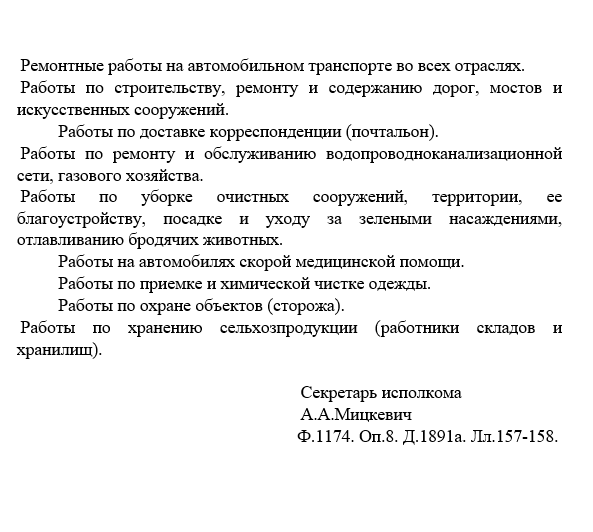 Ремонтные работы на автомобильном транспорте во всех отраслях.
Работы по строительству, ремонту и содержанию дорог, мостов и
искусственных сооружений.
Работы по доставке корреспонденции (почтальон).
Работы по ремонту и обслуживанию водопроводноканализационной
сети, газового хозяйства.
Работы по уборке очистных сооружений, территории, ее
благоустройству, посадке и уходу за зелеными насаждениями,
отлавливанию бродячих животных.
Работы на автомобилях скорой медицинской помощи.
Работы по приемке и химической чистке одежды.
Работы по охране объектов (сторожа).
Работы по хранению сельхозпродукции (работники складов и
хранилищ).
Секретарь исполкома
А.А.Мицкевич
Ф.1174. Оп.8. Д.1891а. Лл.157-158.